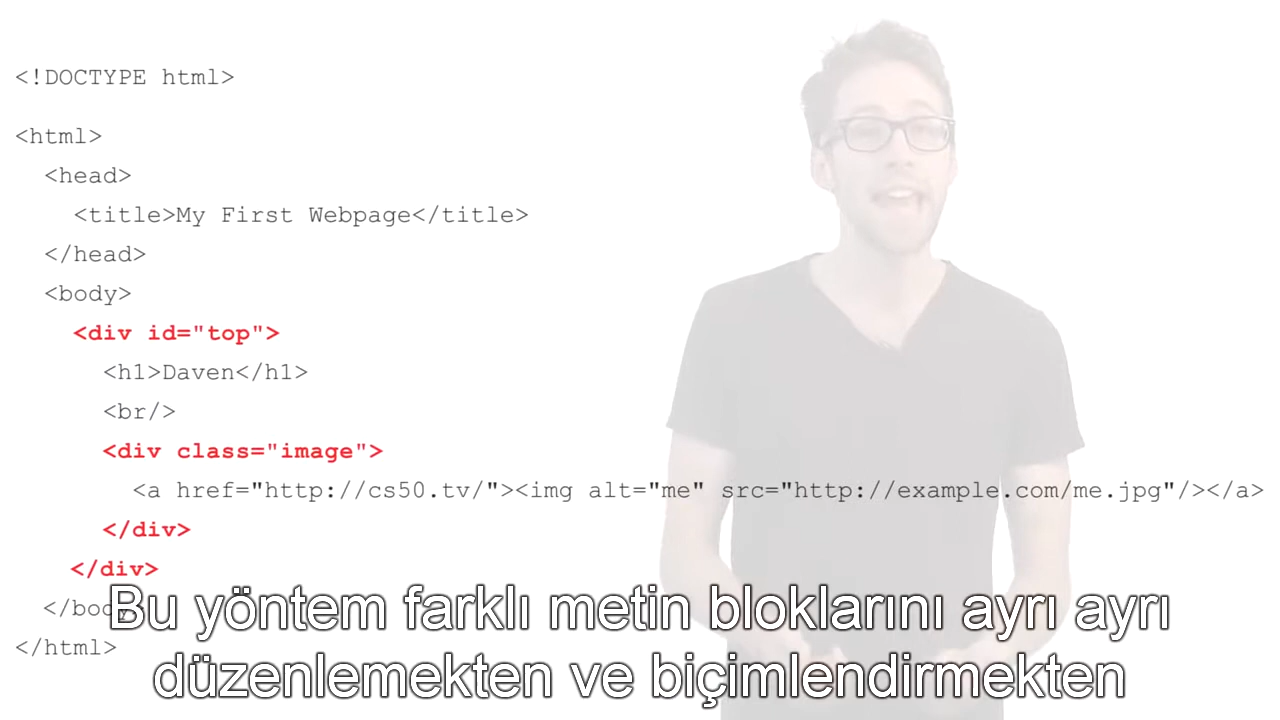 <!DOCTYPE html>
<html>
<head>
<title>My First Webpage</title>
</head>
<body>
<div id="top">
<h1>Daven</h1>
<br/>
<div class="image">
<a href="http://cs50.tv/"><img alt="me" src="http://example.com/me.jpg"/></a>
</div>
</div>
</body>
</html>
Bu yöntem farklı metin bloklarını ayrı ayrı
düzenlemekten ve biçimlendirmekten